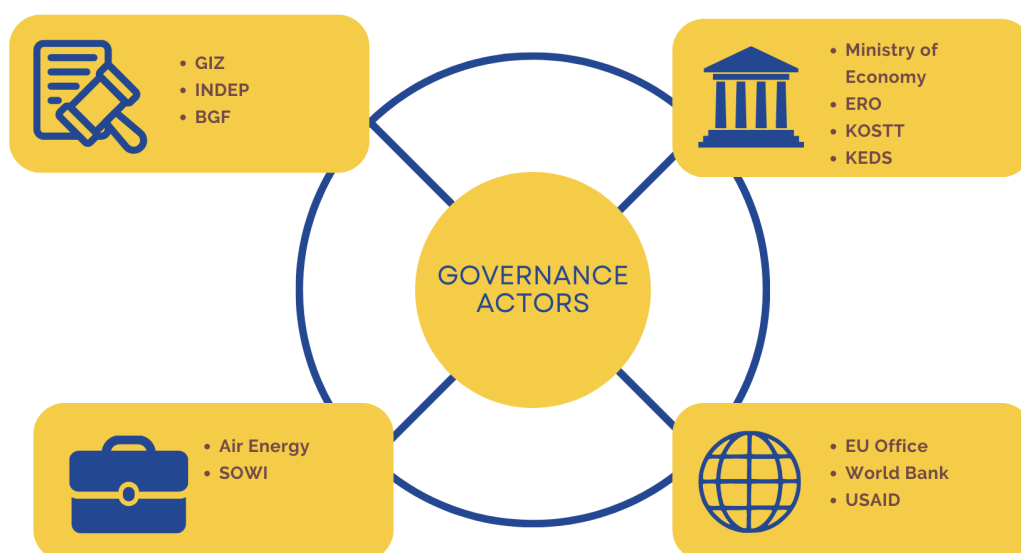 • GIZ
• INDEP
• BGF
• Ministry of
Economy
• ERO
• KOSTT
• KEDS
GOVERNANCE
ACTORS
• Air Energy
• SOWI
• EU Office
• World Bank
• USAID